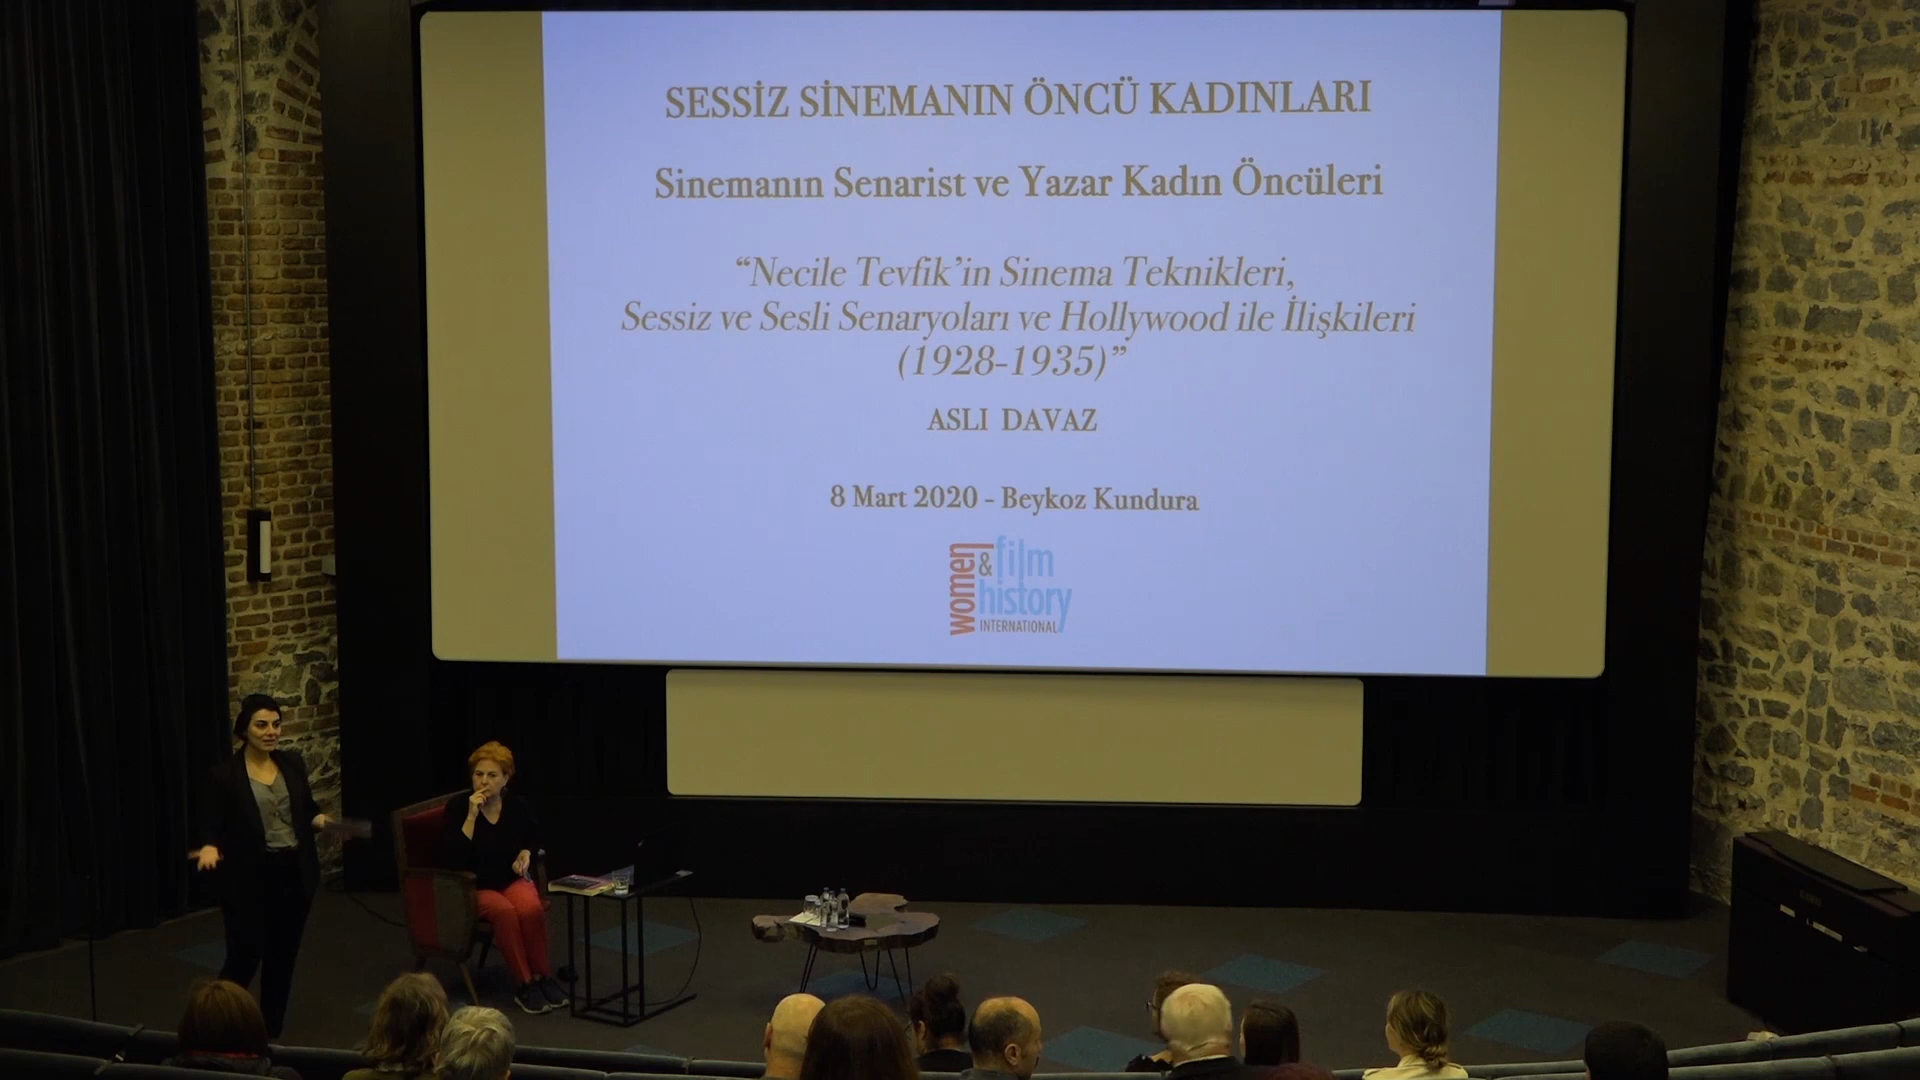 SESSİZ SİNEMANIN ÖNCÜ KADINLARI
Sinemanın Senarist ve Yazar Kadın Öncüleri
“Necile Tevfik’in Sinema Teknikleri,
Sessiz ve Sesli Senaryoları ve Hollywood ile İlişkileri
(1928-1935)”
ASLI DAVAZ
8 Mart 2020 - Beykoz Kundura
women
& film
history
INTERNATIONAL